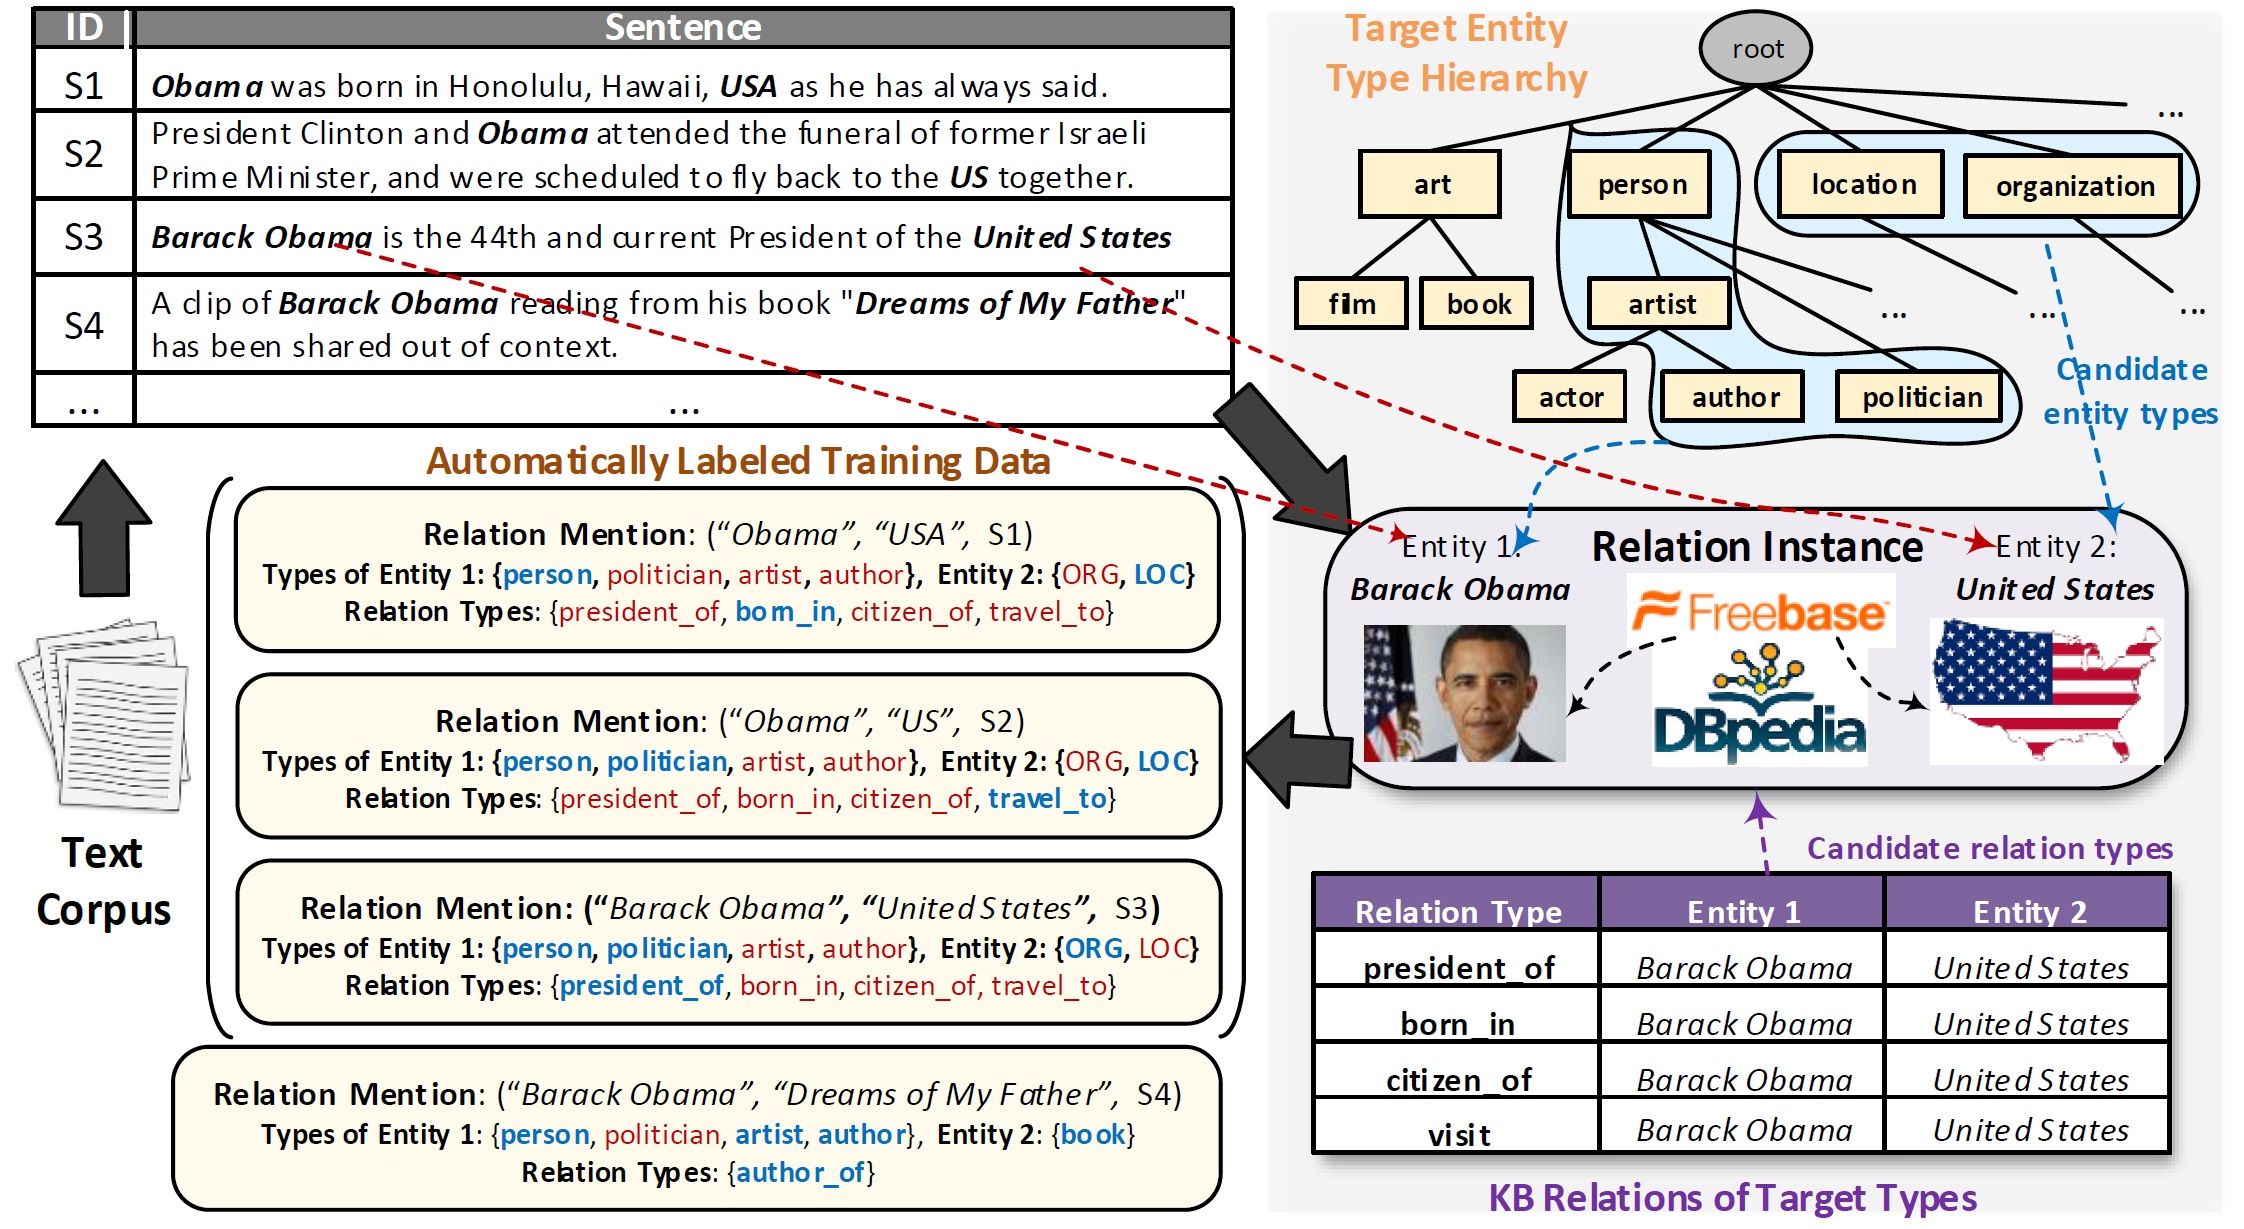 ID Sentence
S1 Obama was born in Honolulu, Hawaii, USA as he has always said.
S2 President Clinton and Obama attended the funeral of former Israeli
Prime Minister, and were scheduled to fly back to the US together.
S3 Barack Obama is the 44th and current President of the United States
S4 A clip of Barack Obama reading from his book "Dreams of My Father"
has been shared out of context.
... ...
Target Entity
Type Hierarchy
root
...
art person location organization
film book artist ... ... ...
actor author politician
Candidate
entity types
Automatically Labeled Training Data
Relation Mention: (“Obama”, “USA”, S1)
Types of Entity 1: {person, politician, artist, author}, Entity 2: {ORG, LOC}
Relation Types: {president_of, born_in, citizen_of, travel_to}
Relation Mention: (“Obama”, “US”, S2)
Types of Entity 1: {person, politician, artist, author}, Entity 2: {ORG, LOC}
Relation Types: {president_of, born_in, citizen_of, travel_to}
Relation Mention: (“Barack Obama”, “United States”, S3)
Types of Entity 1: {person, politician, artist, author}, Entity 2: {ORG, LOC}
Relation Types: {president_of, born_in, citizen_of, travel_to}
Relation Mention: (“Barack Obama”, “Dreams of My Father”, S4)
Types of Entity 1: {person, politician, artist, author}, Entity 2: {book}
Relation Types: {author_of}
Text
Corpus
Entity 1: Relation Instance Entity 2:
Barack Obama United States
Freebase
DBpedia
Candidate relation types
Relation Type Entity 1 Entity 2
president_of Barack Obama United States
born_in Barack Obama United States
citizen_of Barack Obama United States
visit Barack Obama United States
KB Relations of Target Types